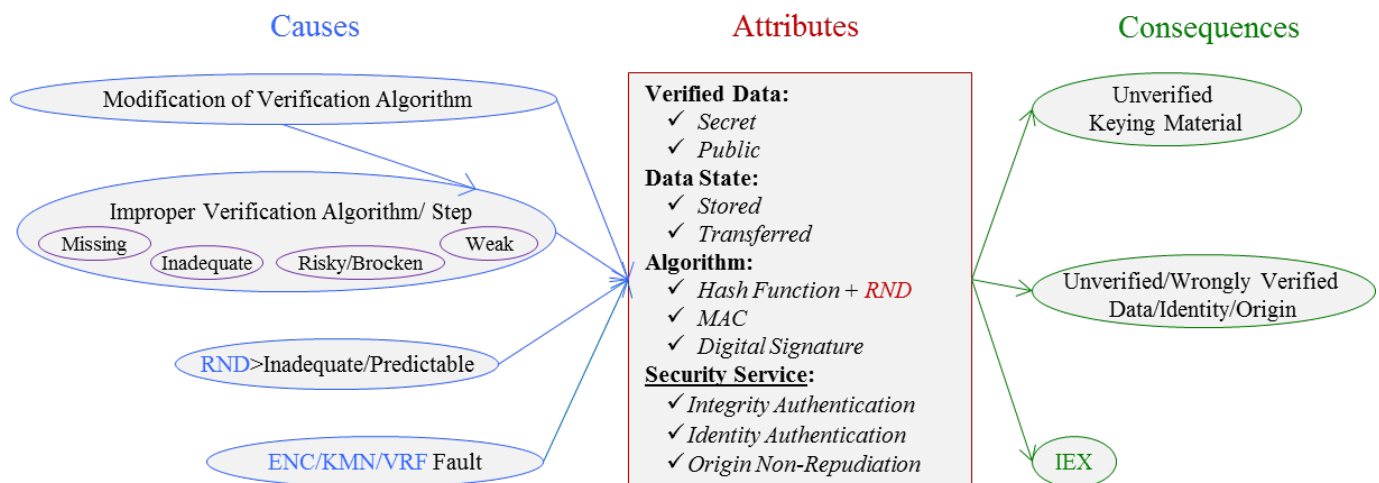 Causes
Attributes
Consequences
Modification of Verification Algorithm
Improper Verification Algorithm/ Step
Missing
Inadequate
Risky/Brocken
Weak
RND>Inadequate/Predictable
ENC/KMN/VRF Fault
Verified Data:
✓ Secret
✓ Public
Data State:
✓ Stored
✓ Transferred
Algorithm:
✓ Hash Function + RND
✓ MAC
✓ Digital Signature
Security Service:
✓ Integrity Authentication
✓ Identity Authentication
✓ Origin Non-Repudiation
Unverified
Keying Material
Unverified/Wrongly Verified
Data/Identity/Origin
IEX